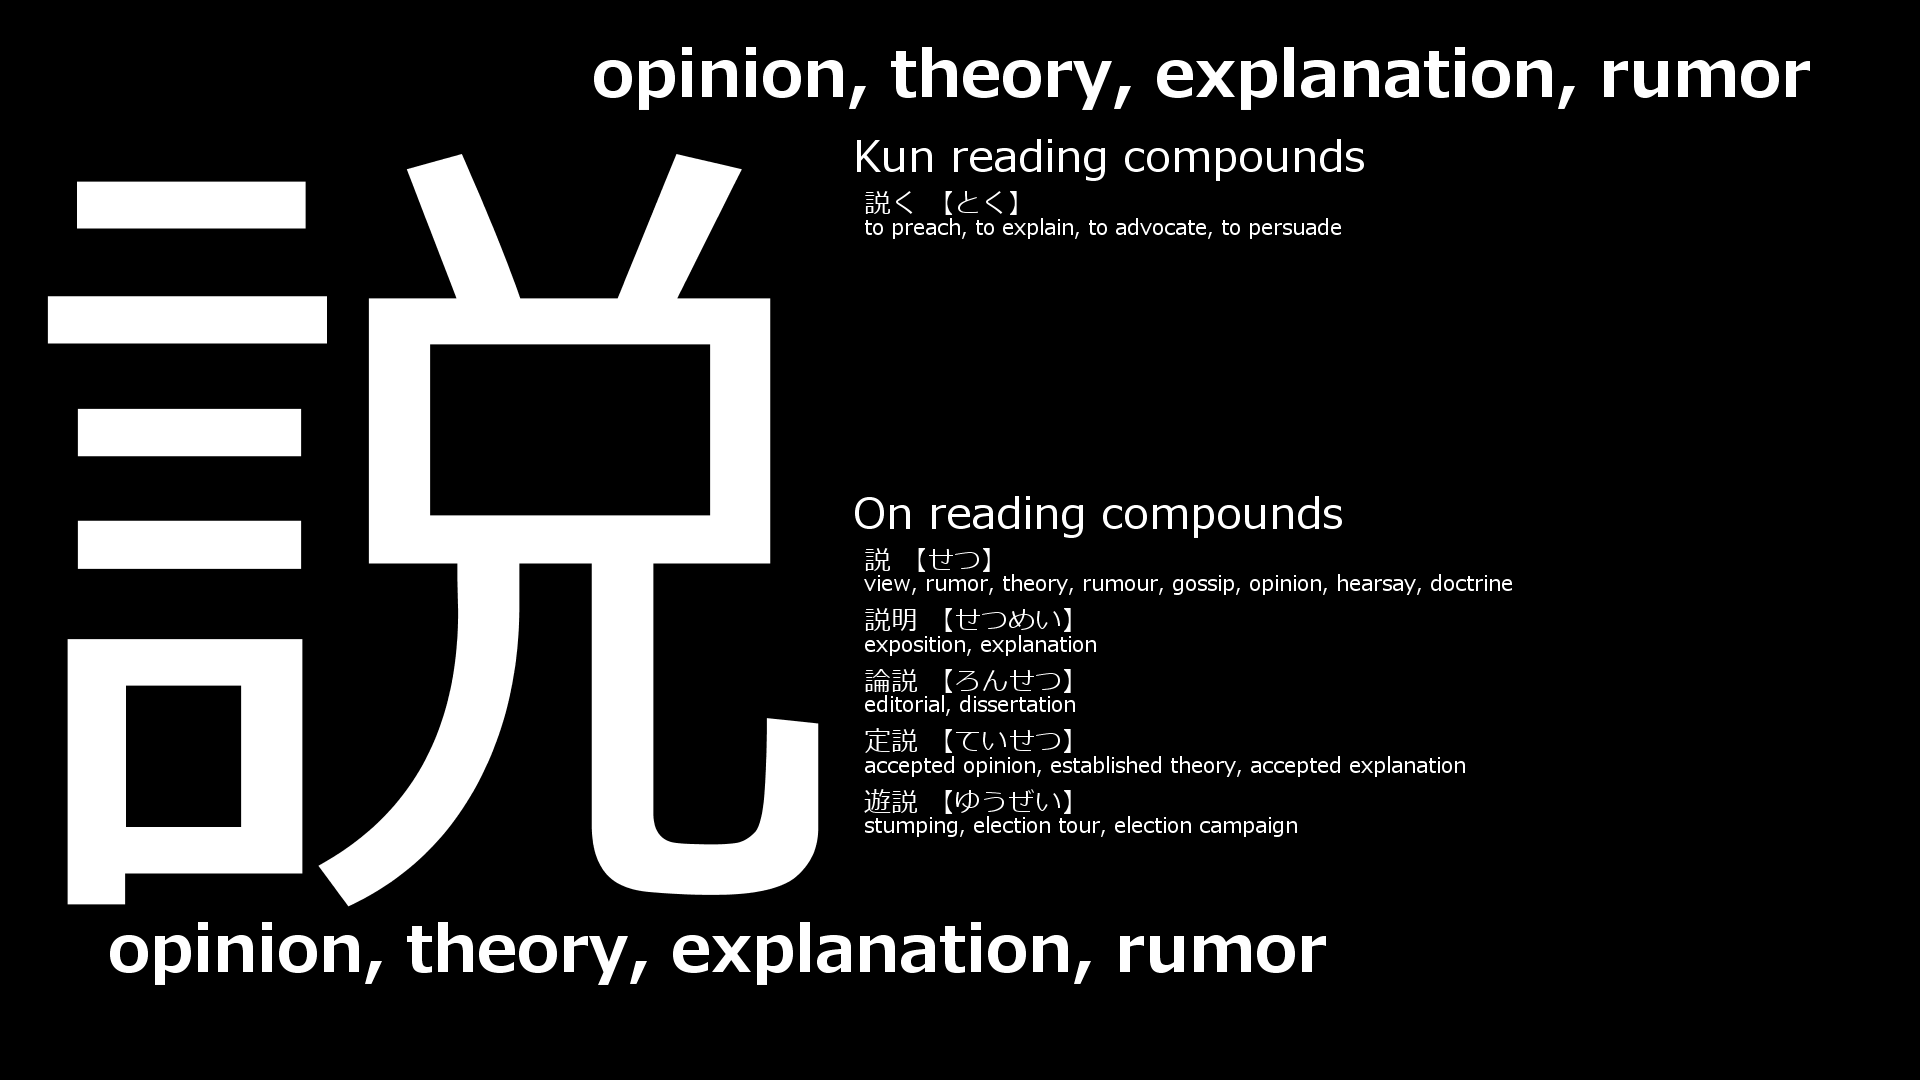 opinion, theory, explanation, rumor
説
Kun reading compounds
説く 【とく】
to preach, to explain, to advocate, to persuade
On reading compounds
説 【せつ】
view, rumor, theory, rumour, gossip, opinion, hearsay, doctrine
説明 【せつめい】
exposition, explanation
論説 【ろんせつ】
editorial, dissertation
定説 【ていせつ】
accepted opinion, established theory, accepted explanation
遊説 【ゆうぜい】
stumping, election tour, election campaign
opinion, theory, explanation, rumor